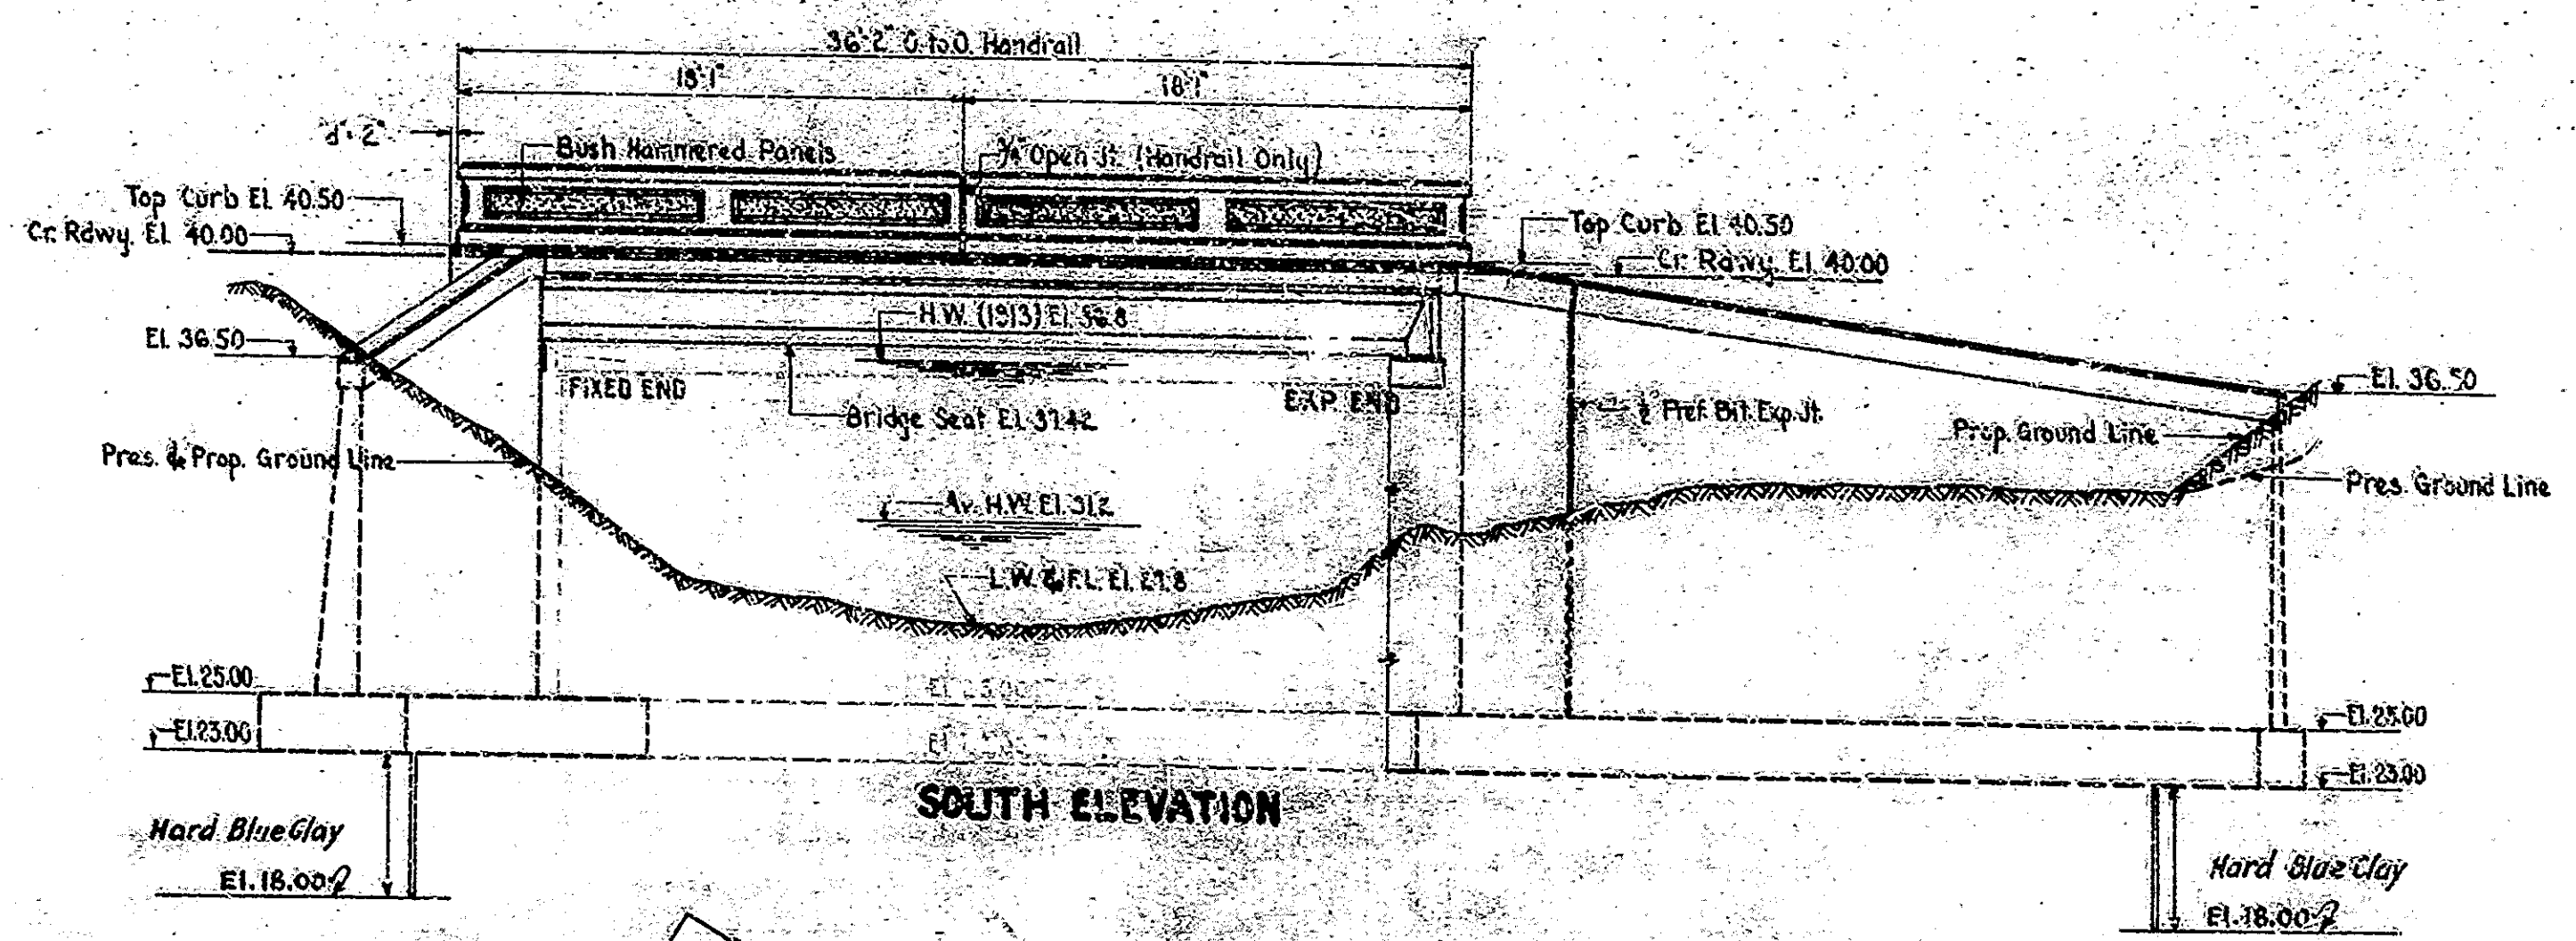 36'-2" O. to O. Handrail
18'-1"
18'-1"
Bush Hammered Panels
3/4" Open Jt. (Handrail Only)
Top Curb El. 40.50
Cr. Rdwy. El. 40.00
Top Curb El. 40.50
Cr. Rdwy. El. 40.00
H.W. (1913) El. 36.8
El. 36.50
El. 36.50
FIXED END
EXP. END
Bridge Seat El. 37.42
1/2" Pref. Bit. Exp. Jt.
Prop. Ground Line
Pres. & Prop. Ground Line
Pres. Ground Line
Av. H.W. El. 31.2
L.W. & F.L. El. 27.8
El. 25.00
El. 25.00
El. 25.00
El. 23.00
El. 23.00
SOUTH ELEVATION
Hard Blue Clay
El. 18.00
Hard Blue Clay
El. 18.00